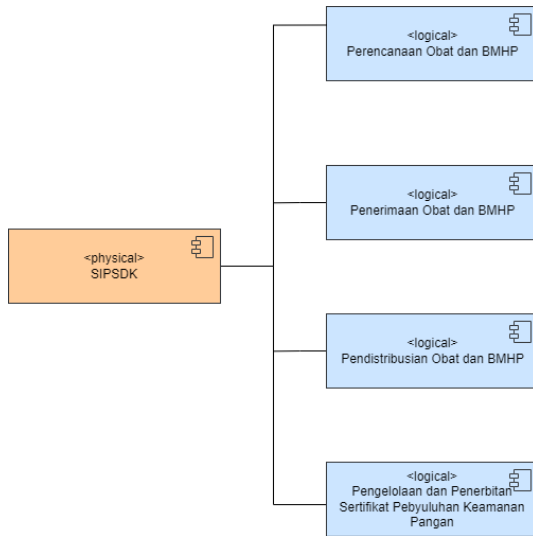 <logical>
Perencanaan Obat dan BMHP
<logical>
Penerimaan Obat dan BMHP
<physical>
SIPSDK
<logical>
Pendistribusian Obat dan BMHP
<logical>
Pengelolaan dan Penerbitan
Sertifikat Pebyuluhan Keamanan
Pangan